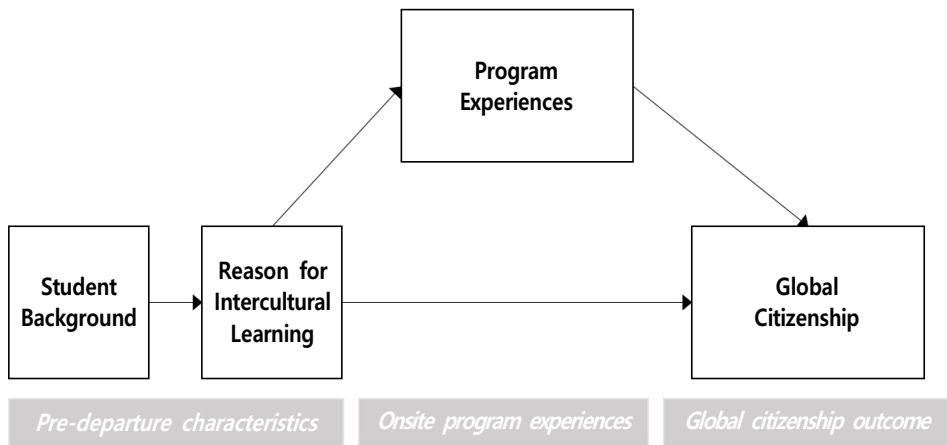 Program
Experiences
Student
Background
Reason for
Intercultural
Learning
Global
Citizenship
Pre-departure characteristics
Onsite program experiences
Global citizenship outcome